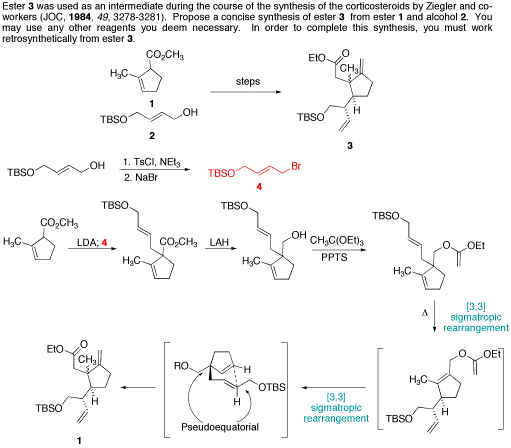 Ester 3 was used as an intermediate during the course of the synthesis of the corticosteroids by Ziegler and co-
workers (JOC, 1984, 49, 3278-3281). Propose a concise synthesis of ester 3 from ester 1 and alcohol 2. You
may use any other reagents you deem necessary. In order to complete this synthesis, you must work
retrosynthetically from ester 3.
CO2CH3
H3C
1
TBSO
OH
2
steps
EtO
O
CH3
H
TBSO
3
TBSO
OH
1. TsCl, NEt3
2. NaBr
TBSO
Br
4
CO2CH3
H3C
LDA; 4
TBSO
CO2CH3
H3C
LAH
TBSO
OH
H3C
CH3C(OEt)3
PPTS
TBSO
O
OEt
H3C
Δ
[3,3]
sigmatropic
rearrangement
EtO
O
CH3
H
TBSO
1
RO
H
H
OTBS
Pseudoequatorial
[3,3]
sigmatropic
rearrangement
O
OEt
H3C
H
TBSO